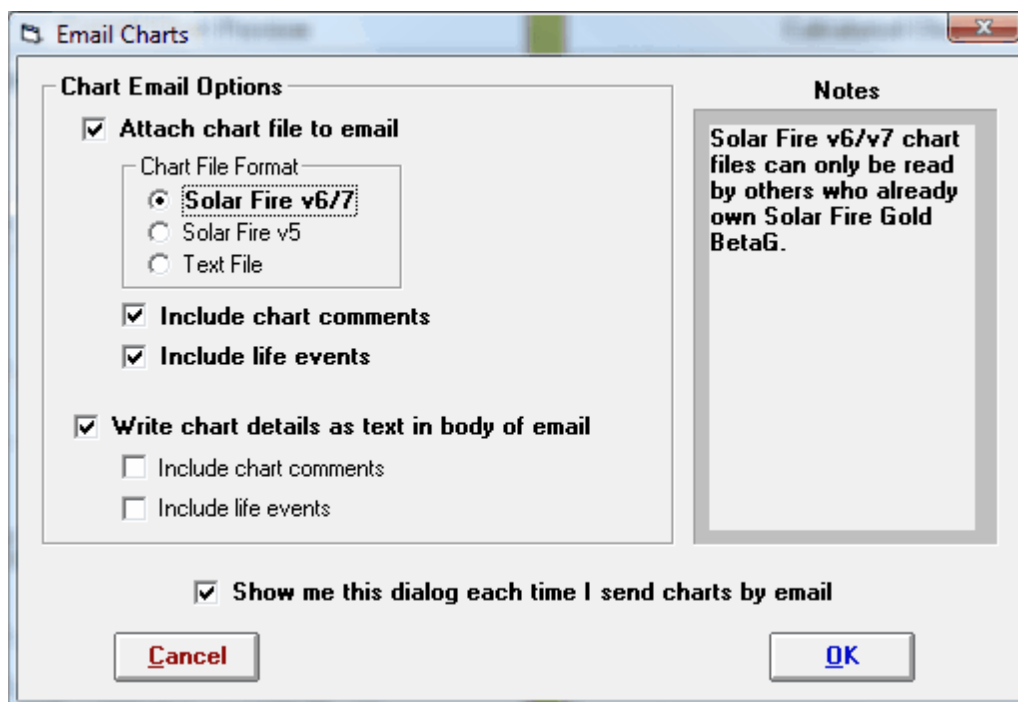 Email Charts
Chart Email Options
Attach chart file to email
Chart File Format
Solar Fire v6/7
Solar Fire v5
Text File
Include chart comments
Include life events
Write chart details as text in body of email
Include chart comments
Include life events
Notes
Solar Fire v6/v7 chart
files can only be read
by others who already
own Solar Fire Gold
BetaG.
Show me this dialog each time I send charts by email
Cancel
OK